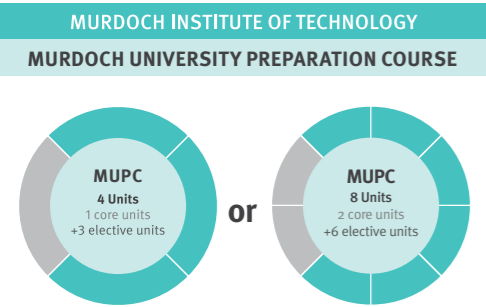 MURDOCH INSTITUTE OF TECHNOLOGY
MURDOCH UNIVERSITY PREPARATION COURSE
MUPC
4 Units
1 core units
+3 elective units
or
MUPC
8 Units
2 core units
+6 elective units